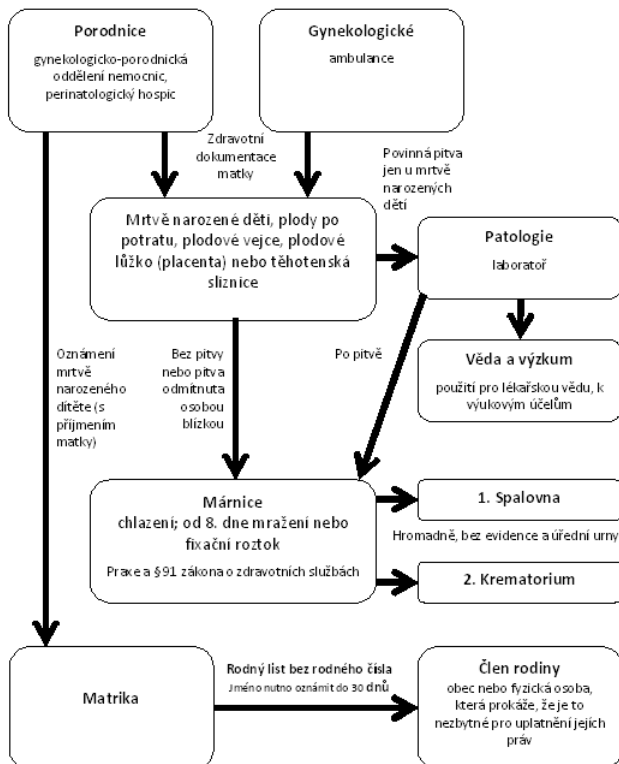 Porodnice
gynekologicko-porodnická
oddělení nemocnic,
perinatologický hospic
Gynekologické
ambulance
Zdravotní
dokumentace
matky
Povinná pitva
jen u mrtvě
narozených
dětí
Mrtvě narozené děti, plody po
potratu, plodové vejce, plodové
lůžko (placenta) nebo těhotenská
sliznice
Patologie
laboratoř
Oznámení
mrtvě
narozeného
dítěte (s
příjmením
matky)
Bez pitvy
nebo pitva
odmítnuta
osobou
blízkou
Po pitvě
Věda a výzkum
použití pro lékařskou vědu, k
výukovým účelům
Márnice
chlazení; od 8. dne mražení nebo
fixační roztok
Praxe a §91 zákona o zdravotních službách
1. Spalovna
Hromadně, bez evidence a úřední urny
2. Krematorium
Matrika
Rodný list bez rodného čísla
Jméno nutno oznámit do 30 dnů
Člen rodiny
obec nebo fyzická osoba,
která prokáže, že je to
nezbytné pro uplatnění jejích
práv